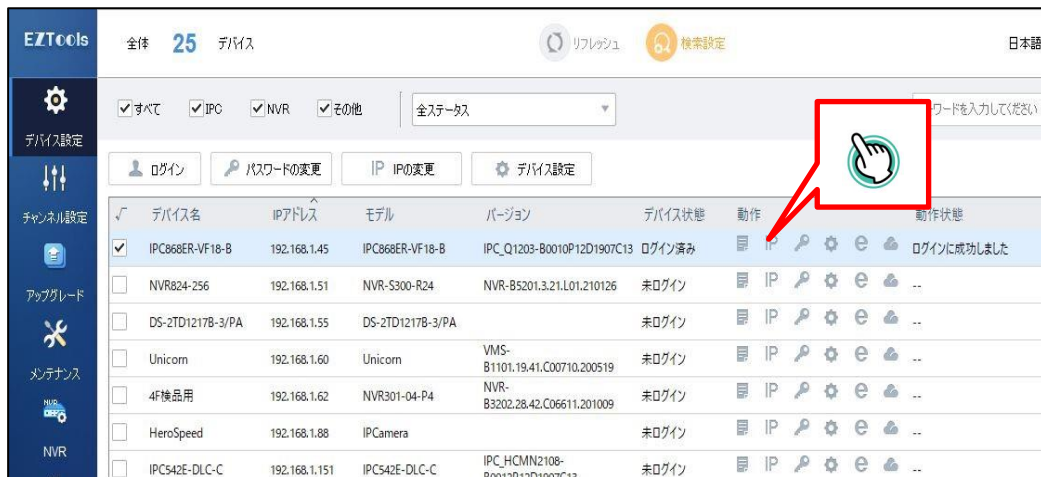 EZTools 全体 25 デバイス リフレッシュ 検索設定 日本語
すべて IPC NVR その他 全ステータス ワードを入力してください
デバイス設定
ログイン パスワードの変更 IP IPの変更 デバイス設定
√ デバイス名 IPアドレス モデル バージョン デバイス状態 動作 動作状態
チャンネル設定
IPC868ER-VF18-B 192.168.1.45 IPC868ER-VF18-B IPC_Q1203-B0010P12D1907C13 ログイン済み IP ログインに成功しました
NVR824-256 192.168.1.51 NVR-S300-R24 NVR-B5201.3.21.L01.210126 未ログイン IP --
アップグレード
DS-2TD1217B-3/PA 192.168.1.55 DS-2TD1217B-3/PA 未ログイン IP --
Unicorn 192.168.1.60 Unicorn VMS-
B1101.19.41.C00710.200519 未ログイン IP --
メンテナンス
4F検品用 192.168.1.62 NVR301-04-P4 NVR-
B3202.28.42.C06611.201009 未ログイン IP --
NVR
HeroSpeed 192.168.1.88 IPCamera 未ログイン IP --
NVR
IPC542E-DLC-C 192.168.1.151 IPC542E-DLC-C IPC_HCMN2108-
未ログイン IP --